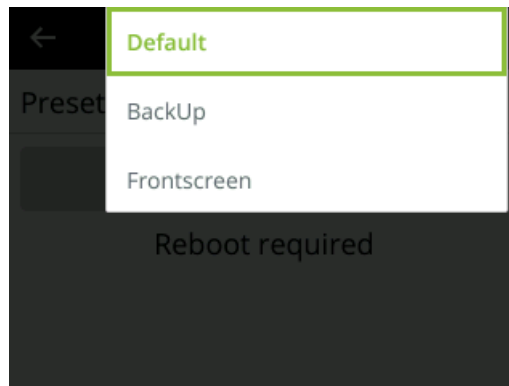 Default
Preset
BackUp
Frontscreen
Reboot required